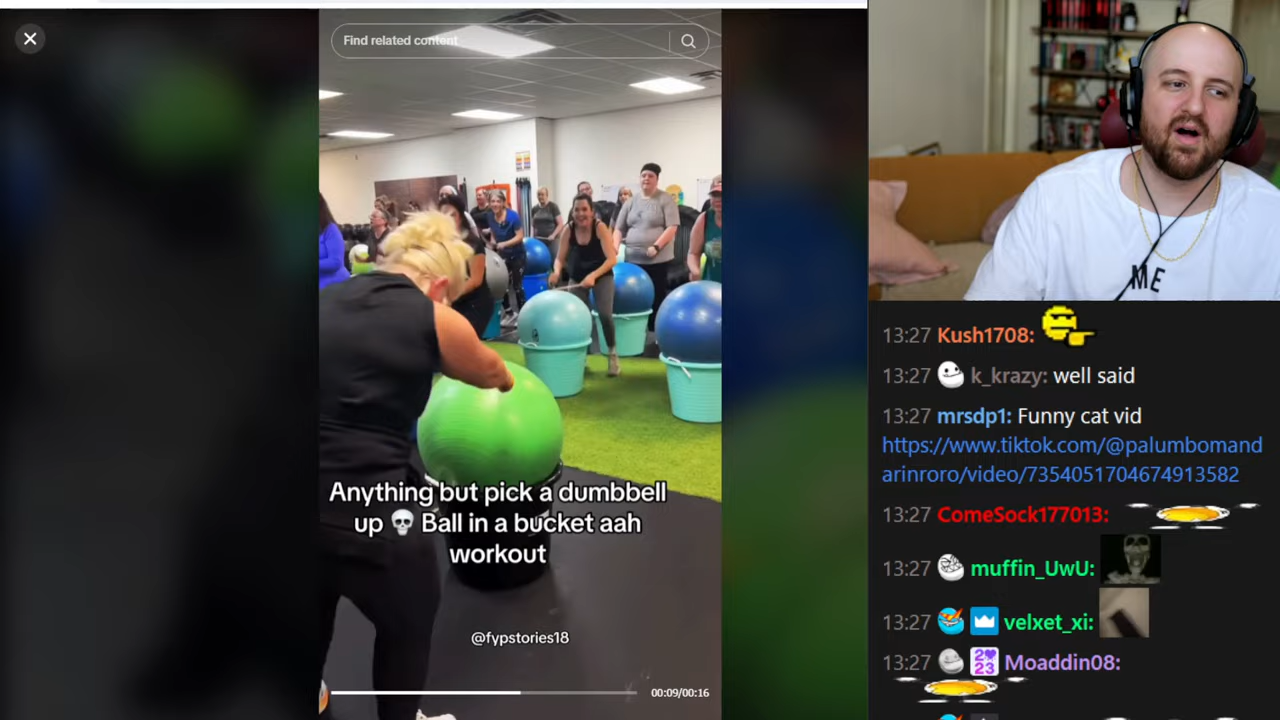 Find related content
Anything but pick a dumbbell
up 💀 Ball in a bucket aah
workout
@fypstories18
00:09/00:16
ME
13:27 Kush1708:
13:27 k_krazy: well said
13:27 mrsdp1: Funny cat vid
https://www.tiktok.com/@palumbomand
arinroro/video/7354051704674913582
13:27 ComeSock177013:
13:27 muffin_UwU:
13:27 velxet_xi:
13:27 2023 Moaddin08: